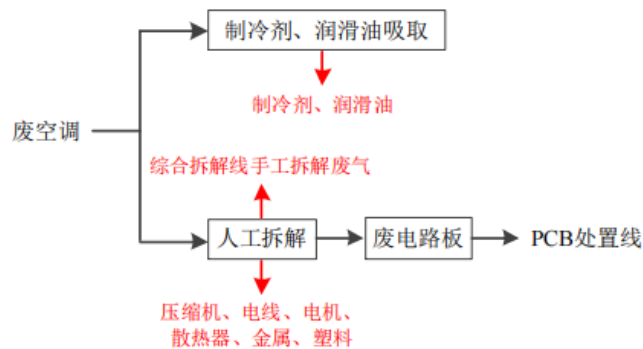 制冷剂、润滑油吸取
制冷剂、润滑油
废空调
综合拆解线手工拆解废气
人工拆解
废电路板
PCB处置线
压缩机、电线、电机、
散热器、金属、塑料